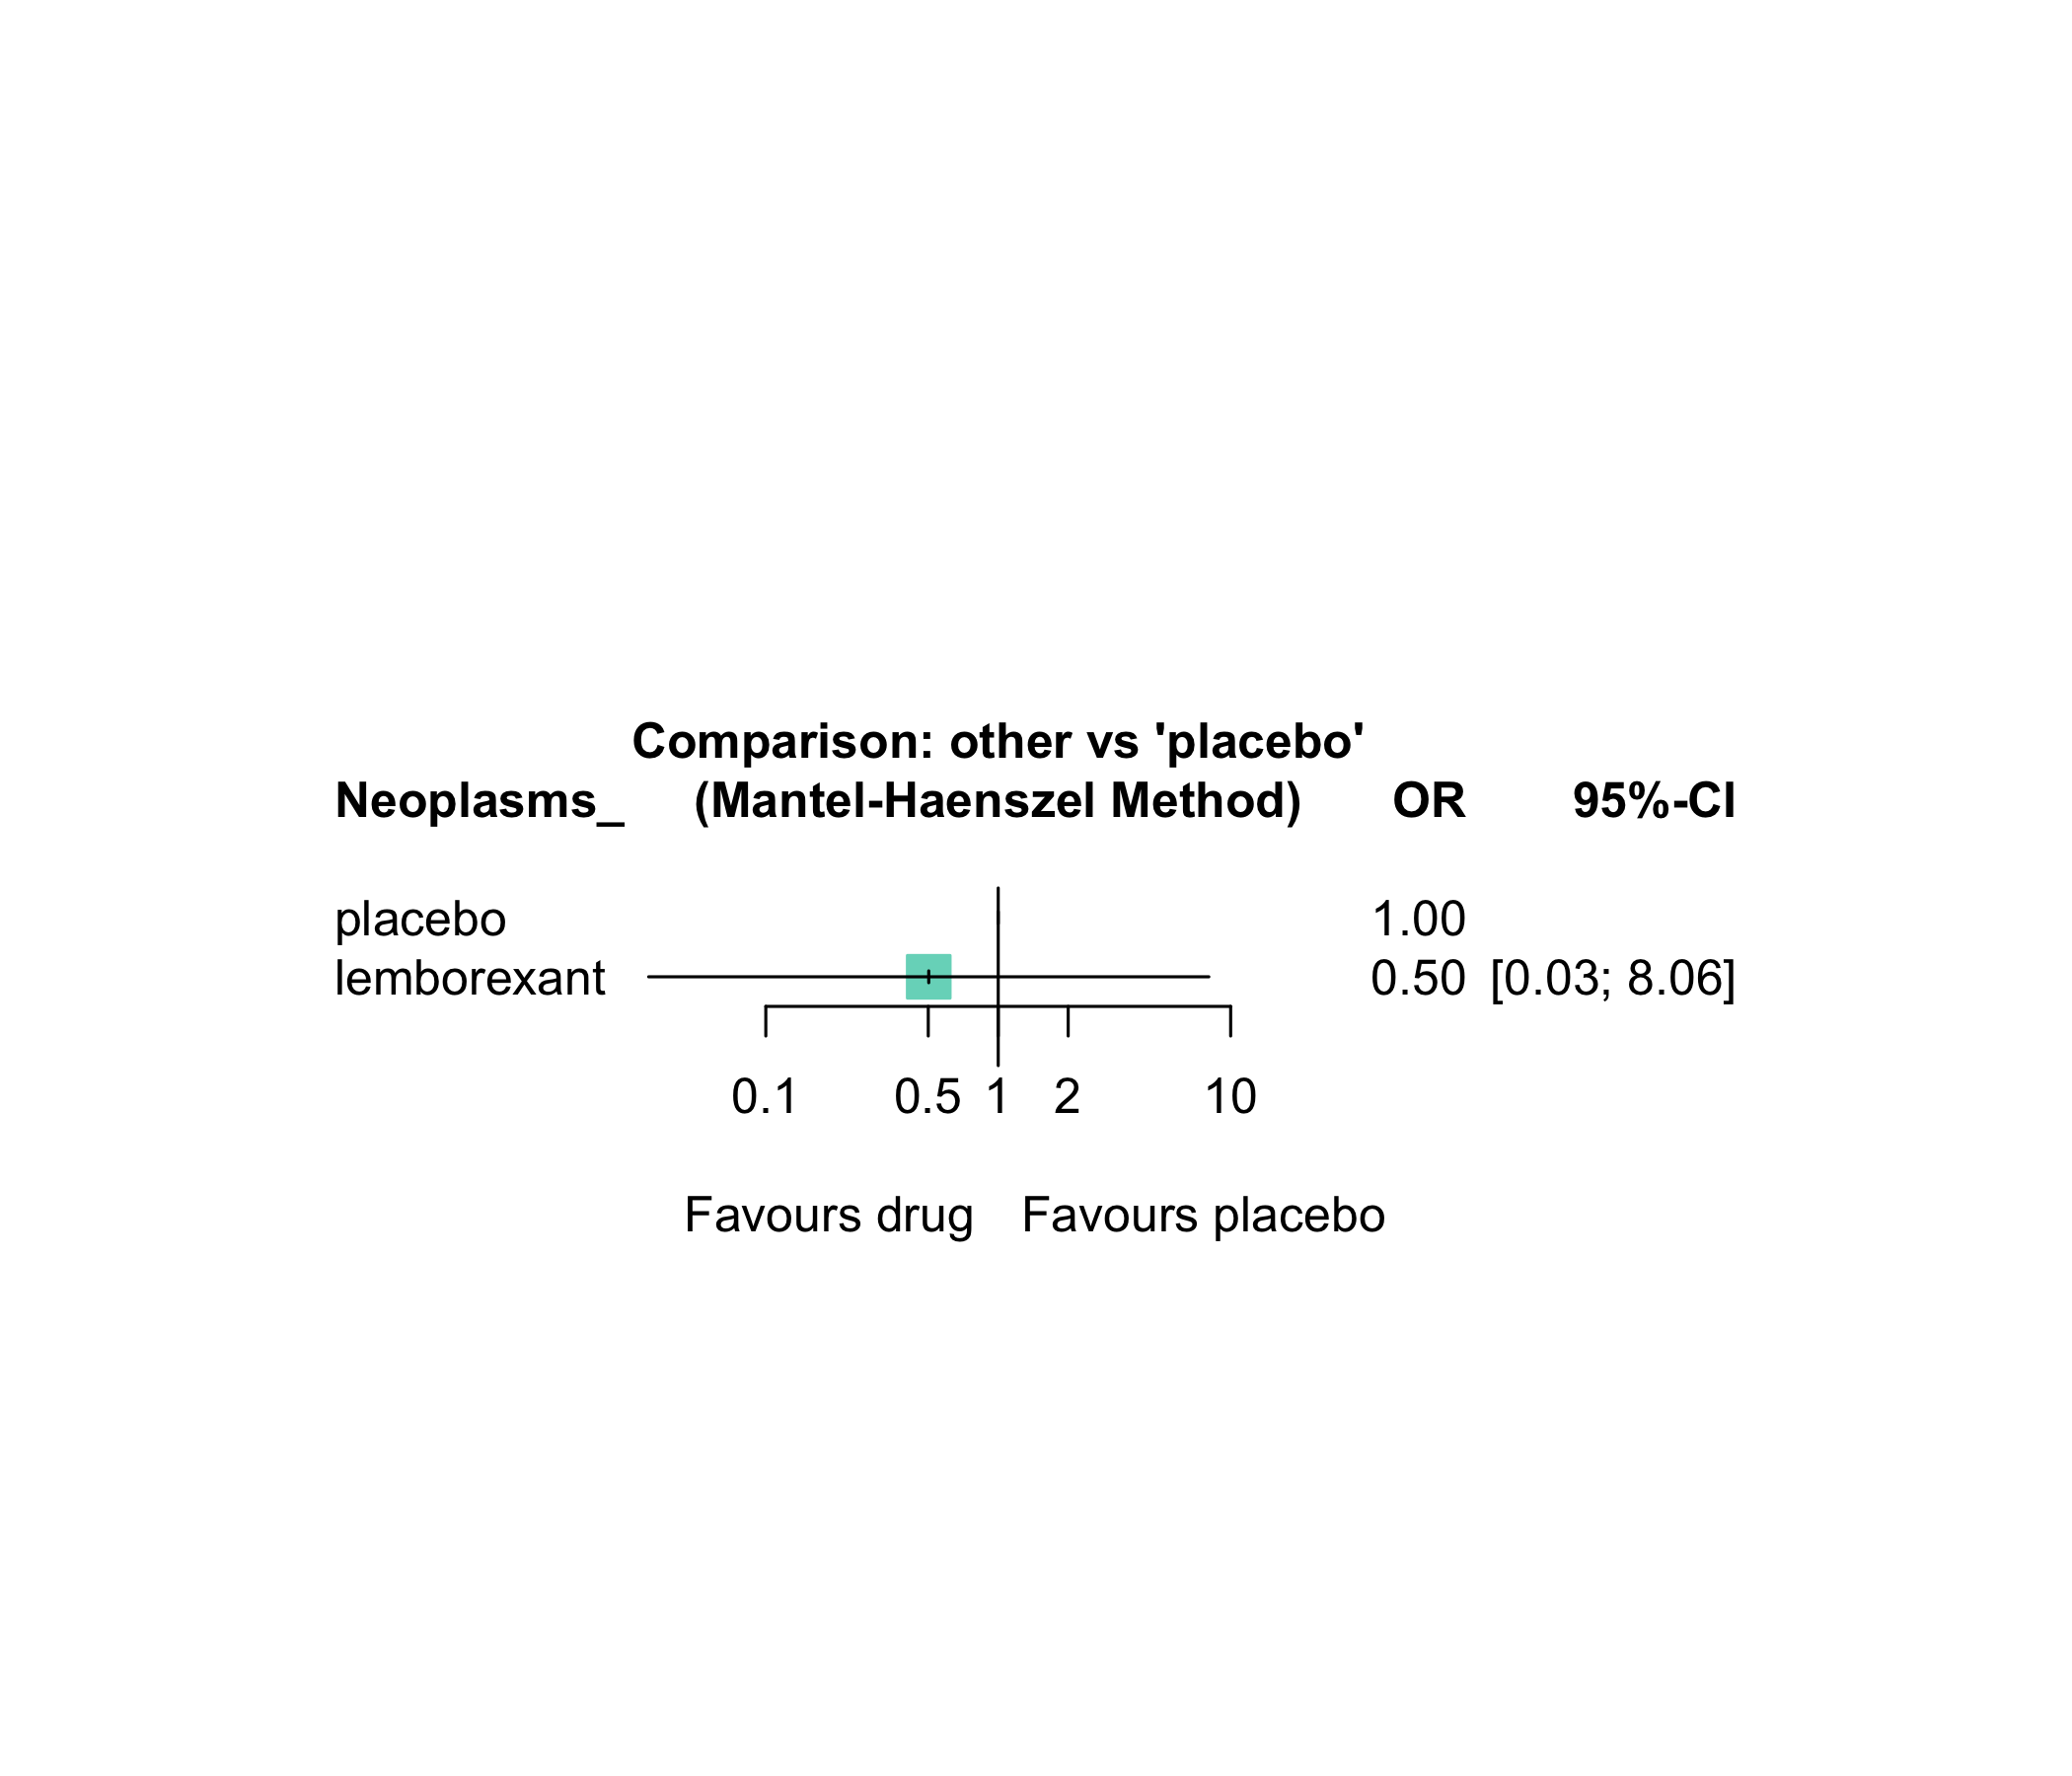 Comparison: other vs 'placebo'
Neoplasms_ (Mantel-Haenszel Method) OR 95%-CI
placebo 1.00
lemborexant 0.50 [0.03; 8.06]
0.1 0.5 1 2 10
Favours drug Favours placebo